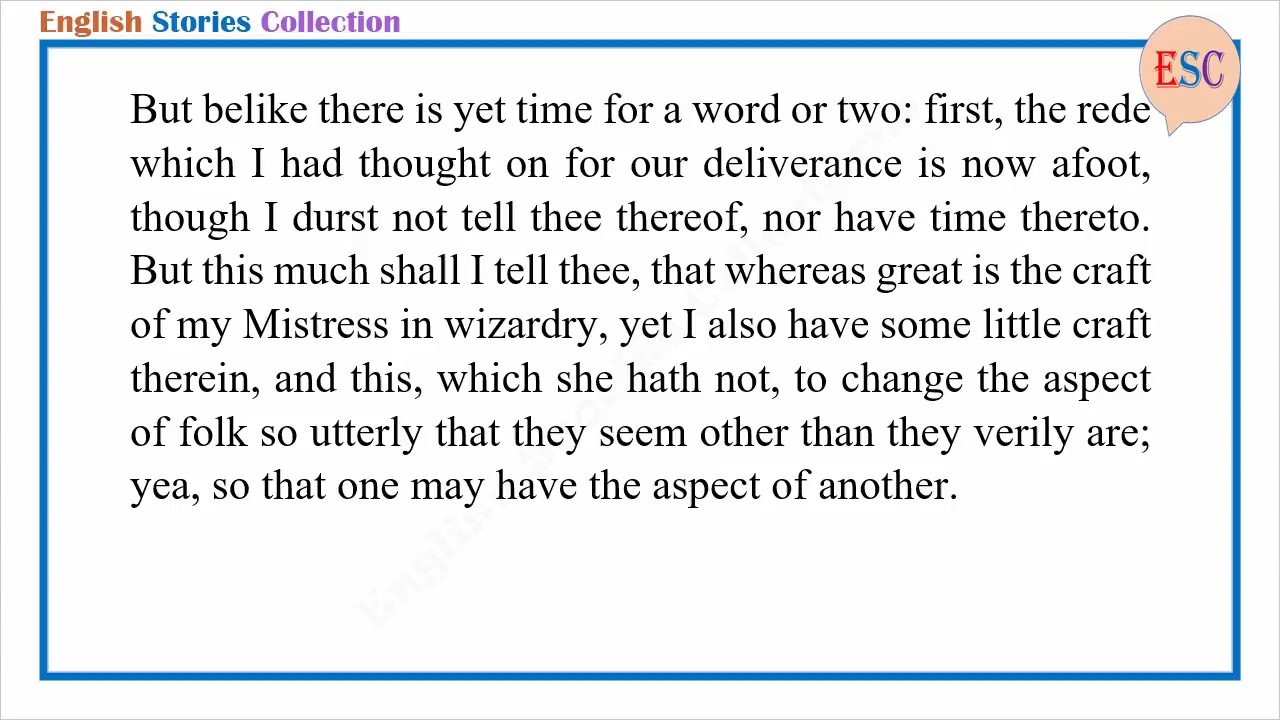 English Stories Collection
ESC
But belike there is yet time for a word or two: first, the rede
which I had thought on for our deliverance is now afoot,
though I durst not tell thee thereof, nor have time thereto.
But this much shall I tell thee, that whereas great is the craft
of my Mistress in wizardry, yet I also have some little craft
therein, and this, which she hath not, to change the aspect
of folk so utterly that they seem other than they verily are;
yea, so that one may have the aspect of another.